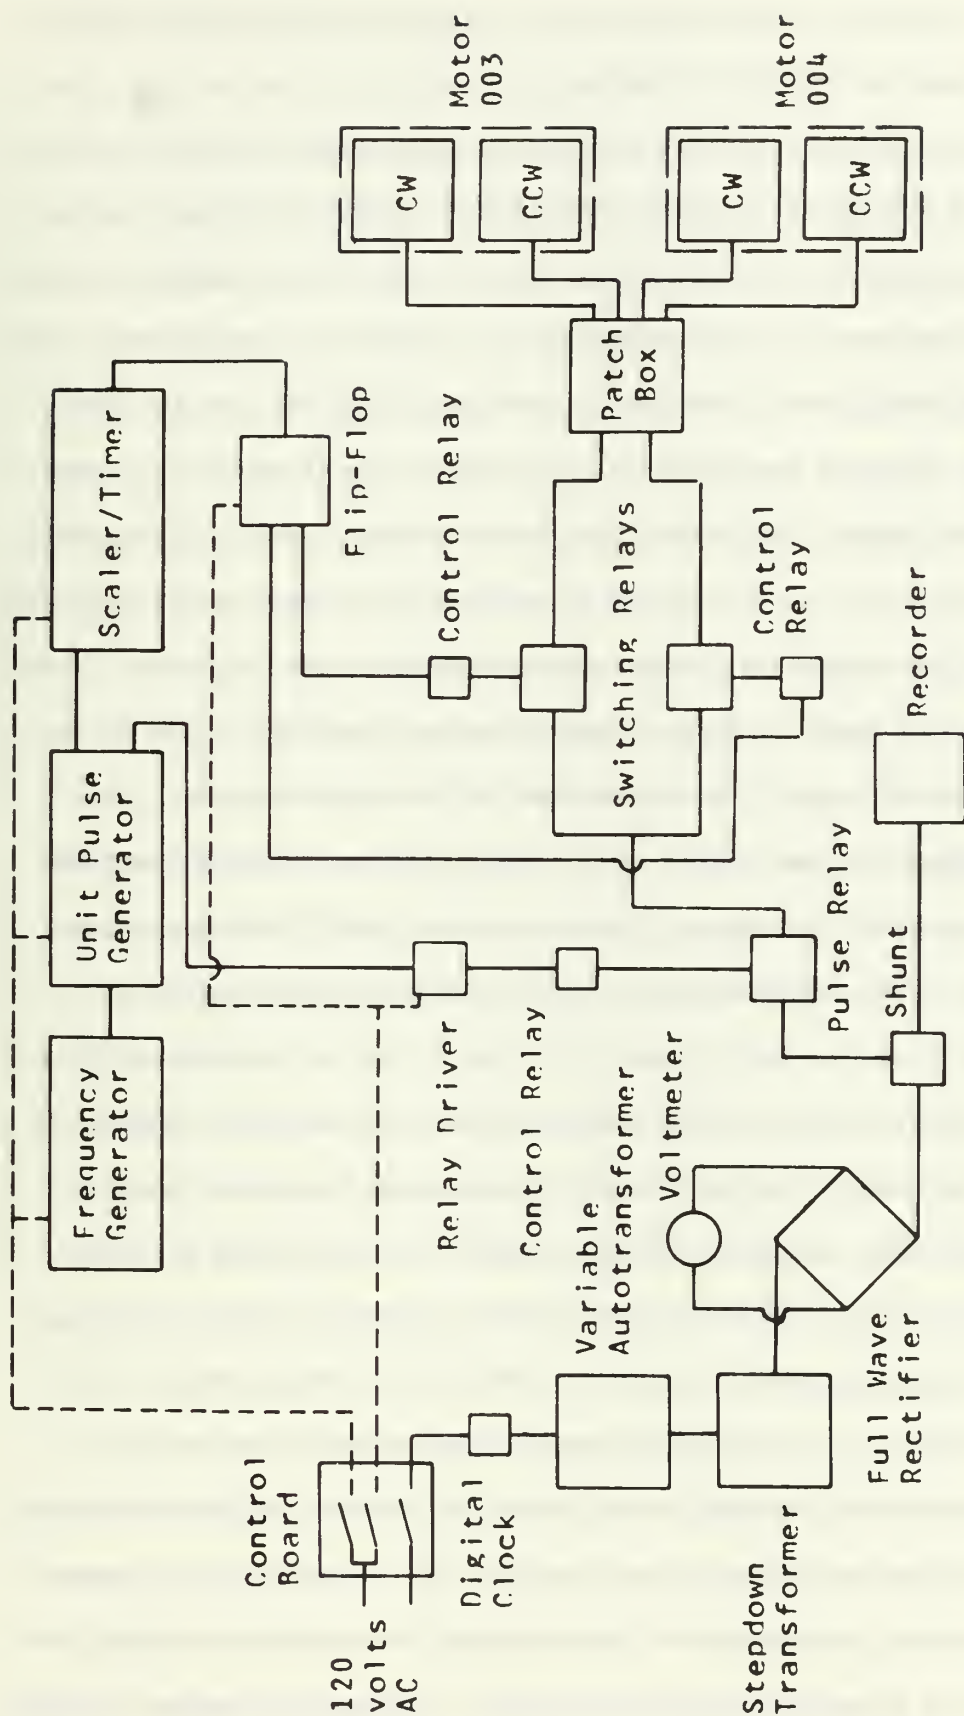 Frequency
Generator
Unit Pulse
Generator
Scaler/Timer
Control
Board
120
volts
AC
Relay Driver
Flip-Flop
Digital
Clock
Control Relay
Control Relay
Motor
003
CW
CCW
Variable
Autotransformer
Switching Relays
Patch
Box
Voltmeter
Stepdown
Transformer
Control
Relay
Motor
004
CW
CCW
Pulse Relay
Full Wave
Rectifier
Shunt
Recorder